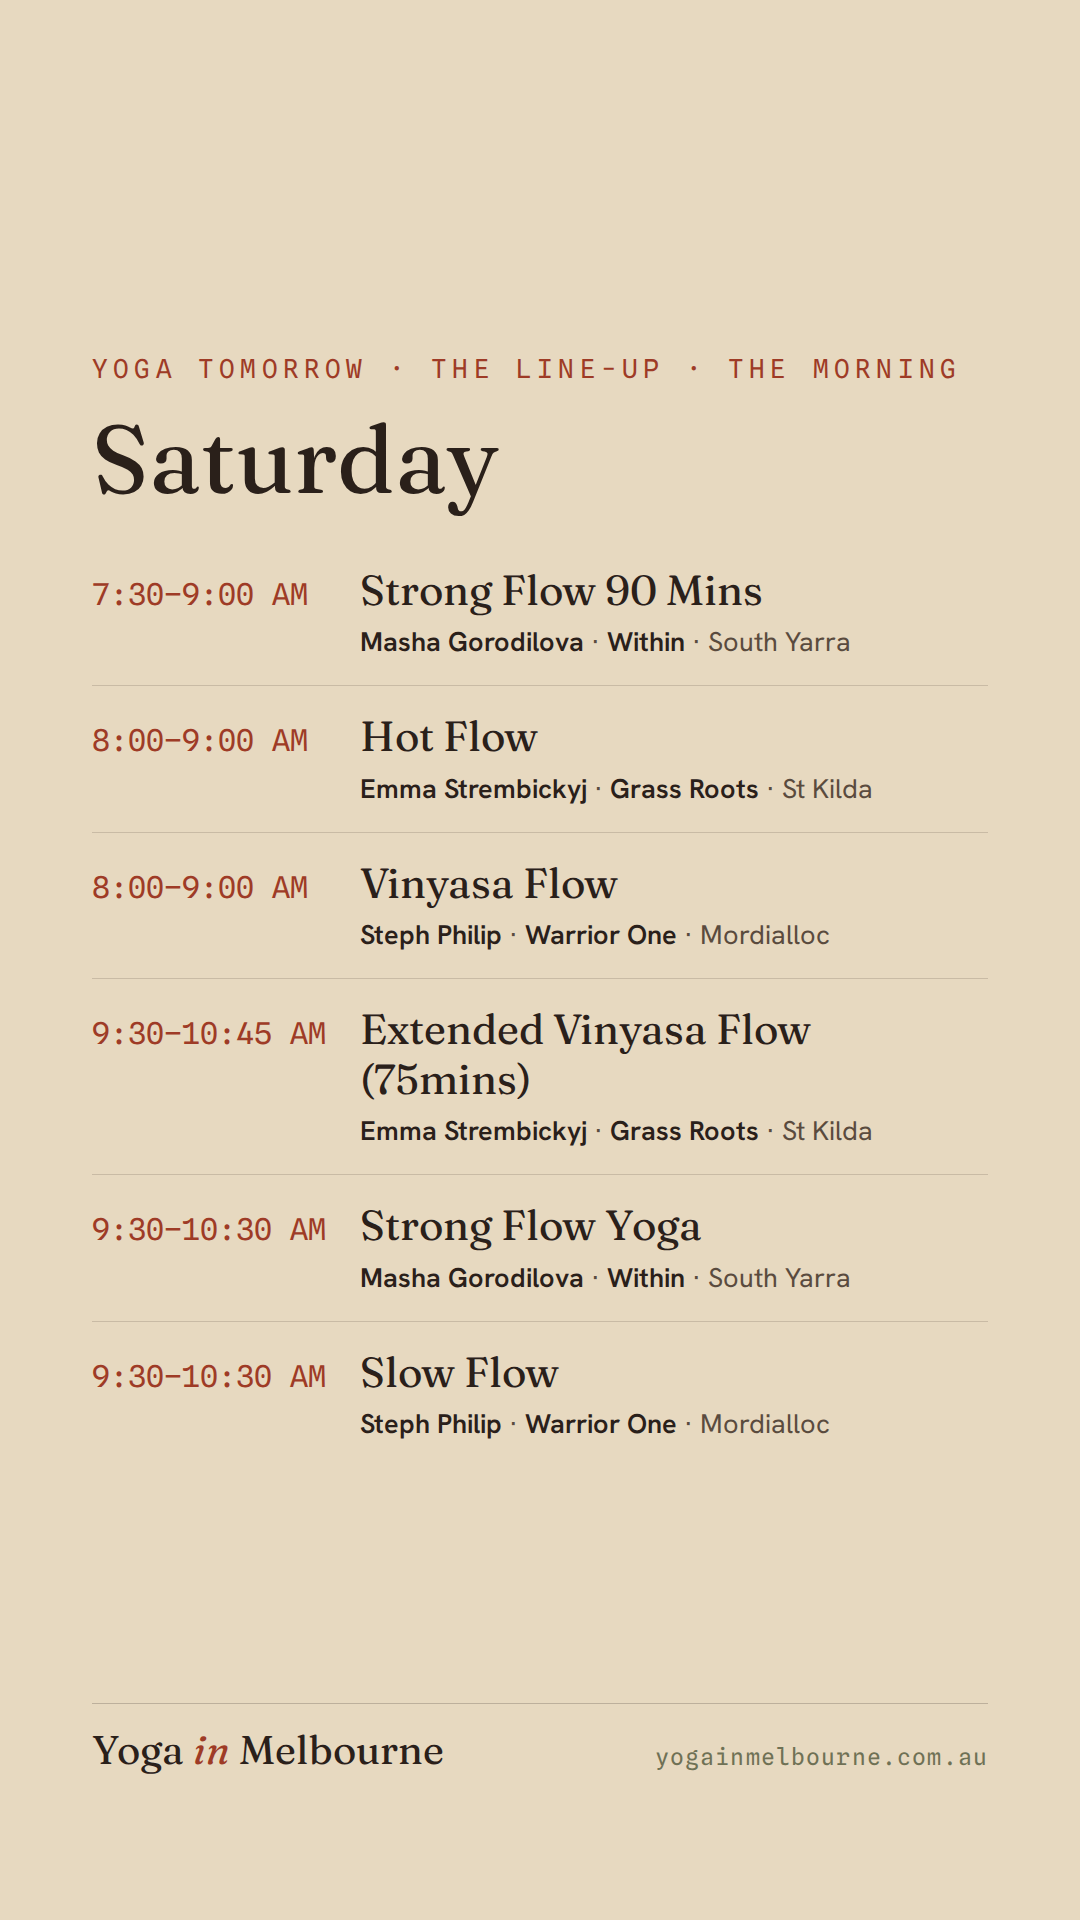 YOGA TOMORROW · THE LINE-UP · THE MORNING
Saturday
7:30–9:00 AM Strong Flow 90 Mins
Masha Gorodilova · Within · South Yarra
8:00–9:00 AM Hot Flow
Emma Strembickyj · Grass Roots · St Kilda
8:00–9:00 AM Vinyasa Flow
Steph Philip · Warrior One · Mordialloc
9:30–10:45 AM Extended Vinyasa Flow
(75mins)
Emma Strembickyj · Grass Roots · St Kilda
9:30–10:30 AM Strong Flow Yoga
Masha Gorodilova · Within · South Yarra
9:30–10:30 AM Slow Flow
Steph Philip · Warrior One · Mordialloc
Yoga in Melbourne yogainmelbourne.com.au